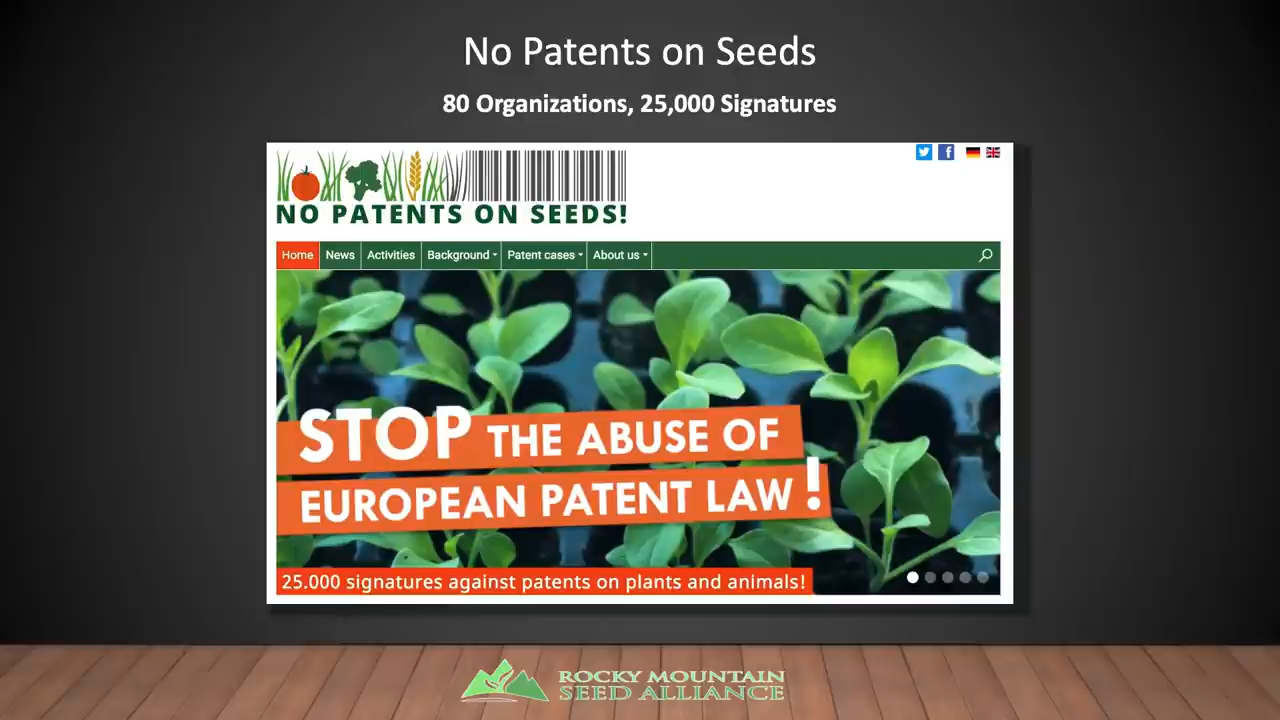 No Patents on Seeds
80 Organizations, 25,000 Signatures
NO PATENTS ON SEEDS!
Home News Activities Background Patent cases About us
STOP THE ABUSE OF
EUROPEAN PATENT LAW!
25.000 signatures against patents on plants and animals!
ROCKY MOUNTAIN
SEED ALLIANCE